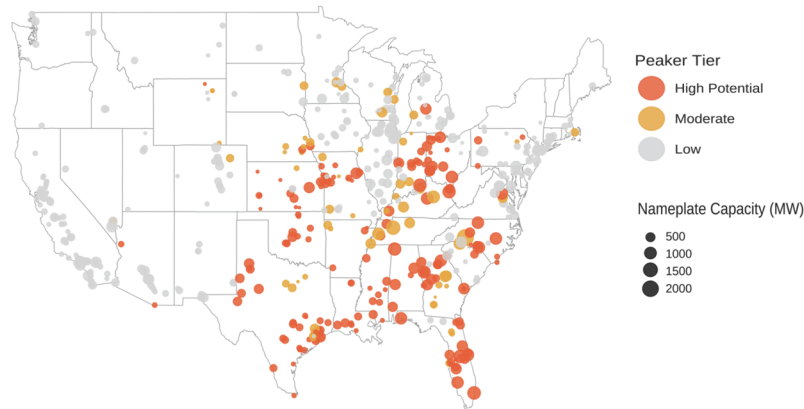 Peaker Tier
High Potential
Moderate
Low
Nameplate Capacity (MW)
500
1000
1500
2000